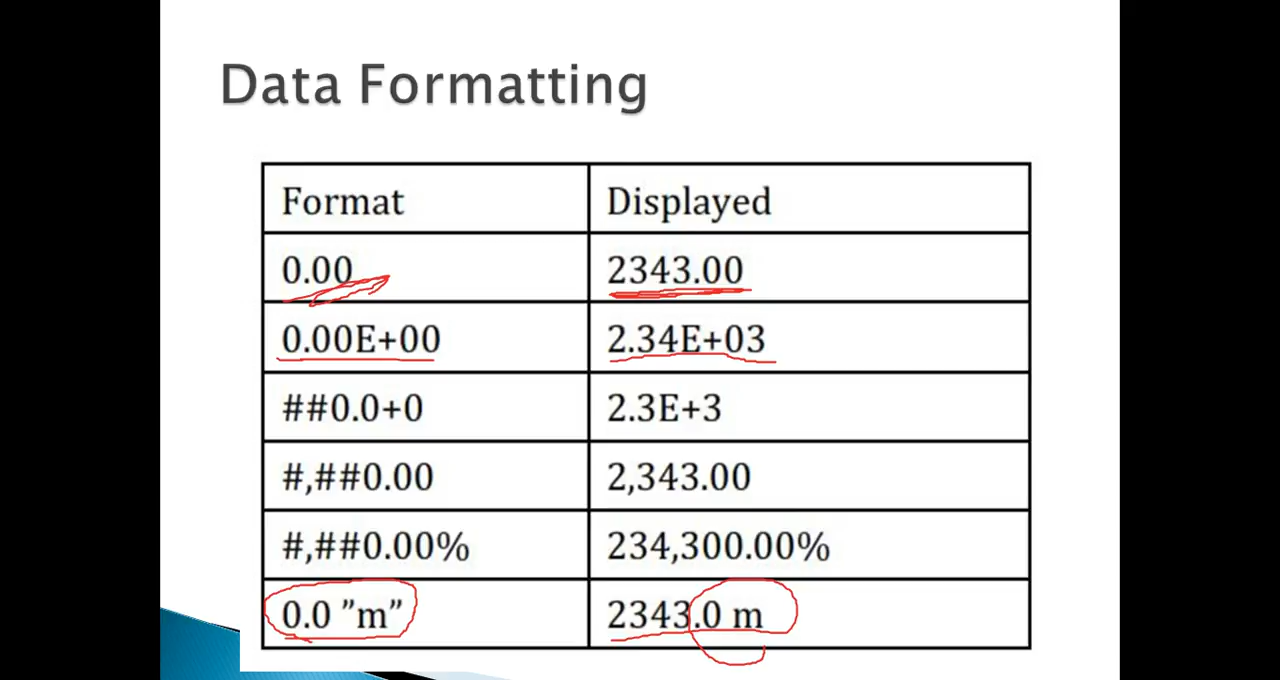 Data Formatting
Format Displayed
0.00 2343.00
0.00E+00 2.34E+03
##0.0+0 2.3E+3
#,##0.00 2,343.00
#,##0.00% 234,300.00%
0.0 ”m” 2343.0 m